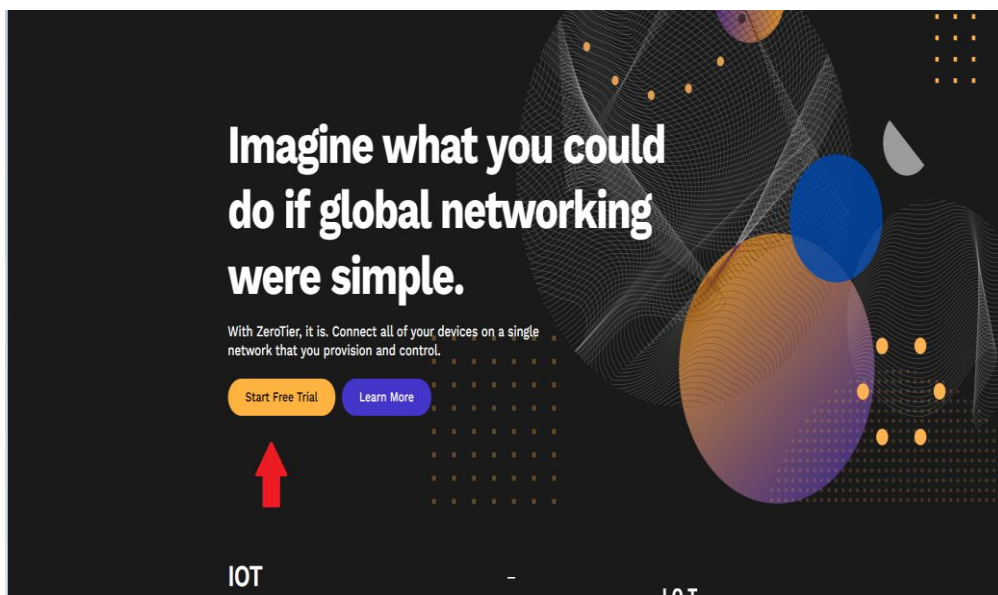 Imagine what you could
do if global networking
were simple.
With ZeroTier, it is. Connect all of your devices on a single
network that you provision and control.
Start Free Trial
Learn More
IOT